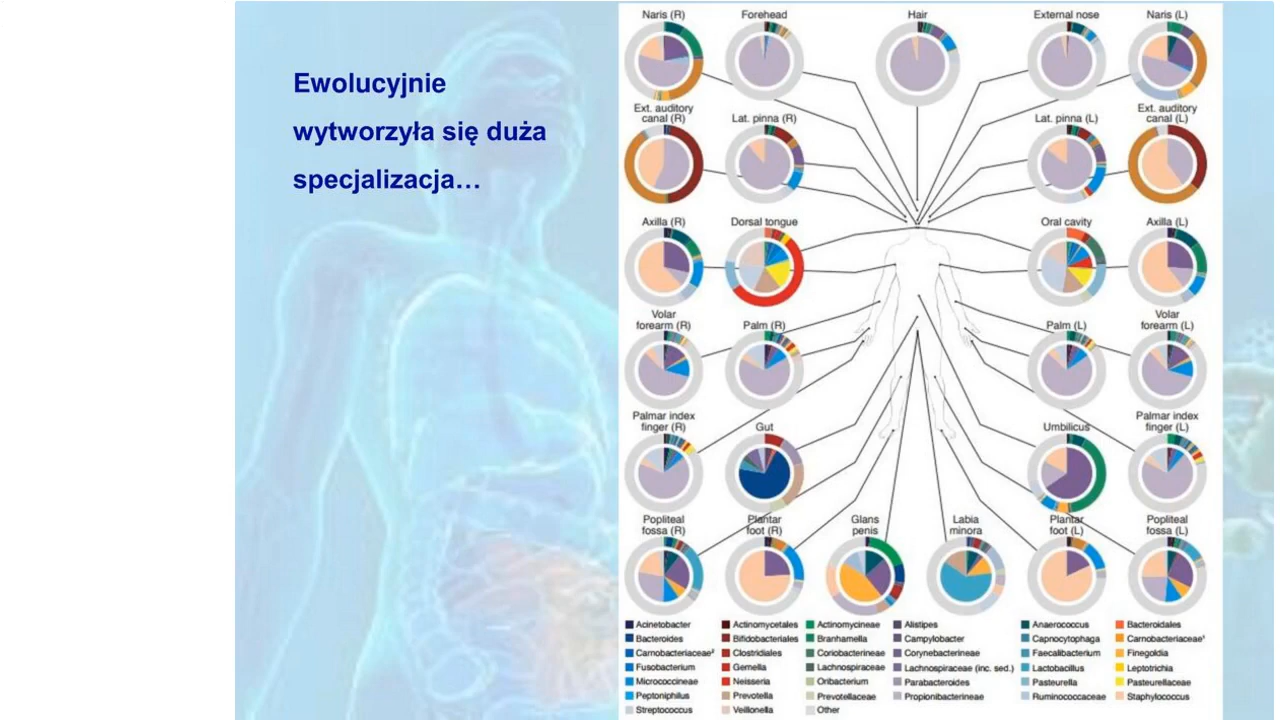 Ewolucyjnie
wytworzyła się duża
specjalizacja…
Naris (R)
Forehead
Hair
External nose
Naris (L)
Ext. auditory
canal (R)
Lat. pinna (R)
Lat. pinna (L)
Ext. auditory
canal (L)
Axilla (R)
Dorsal tongue
Oral cavity
Axilla (L)
Volar
forearm (R)
Palm (R)
Palm (L)
Volar
forearm (L)
Palmar index
finger (R)
Gut
Umbilicus
Palmar index
finger (L)
Popliteal
fossa (R)
Plantar
foot (R)
Glans
penis
Labia
minora
Plantar
foot (L)
Popliteal
fossa (L)
Acinetobacter
Actinomycetales
Actinomycineae
Alistipes
Anaerococcus
Bacteroidales
Bacteroides
Bifidobacteriales
Branhamella
Campylobacter
Capnocytophaga
Carnobacteriaceae¹
Carnobacteriaceae²
Clostridiales
Coriobacterineae
Corynebacterineae
Faecalibacterium
Finegoldia
Fusobacterium
Gemella
Lachnospiraceae
Lachnospiraceae (inc. sed.)
Lactobacillus
Leptotrichia
Micrococcineae
Neisseria
Oribacterium
Parabacteroides
Pasteurella
Pasteurellaceae
Peptoniphilus
Prevotella
Prevotellaceae
Propionibacterineae
Ruminococcaceae
Staphylococcus
Streptococcus
Veillonella
Other